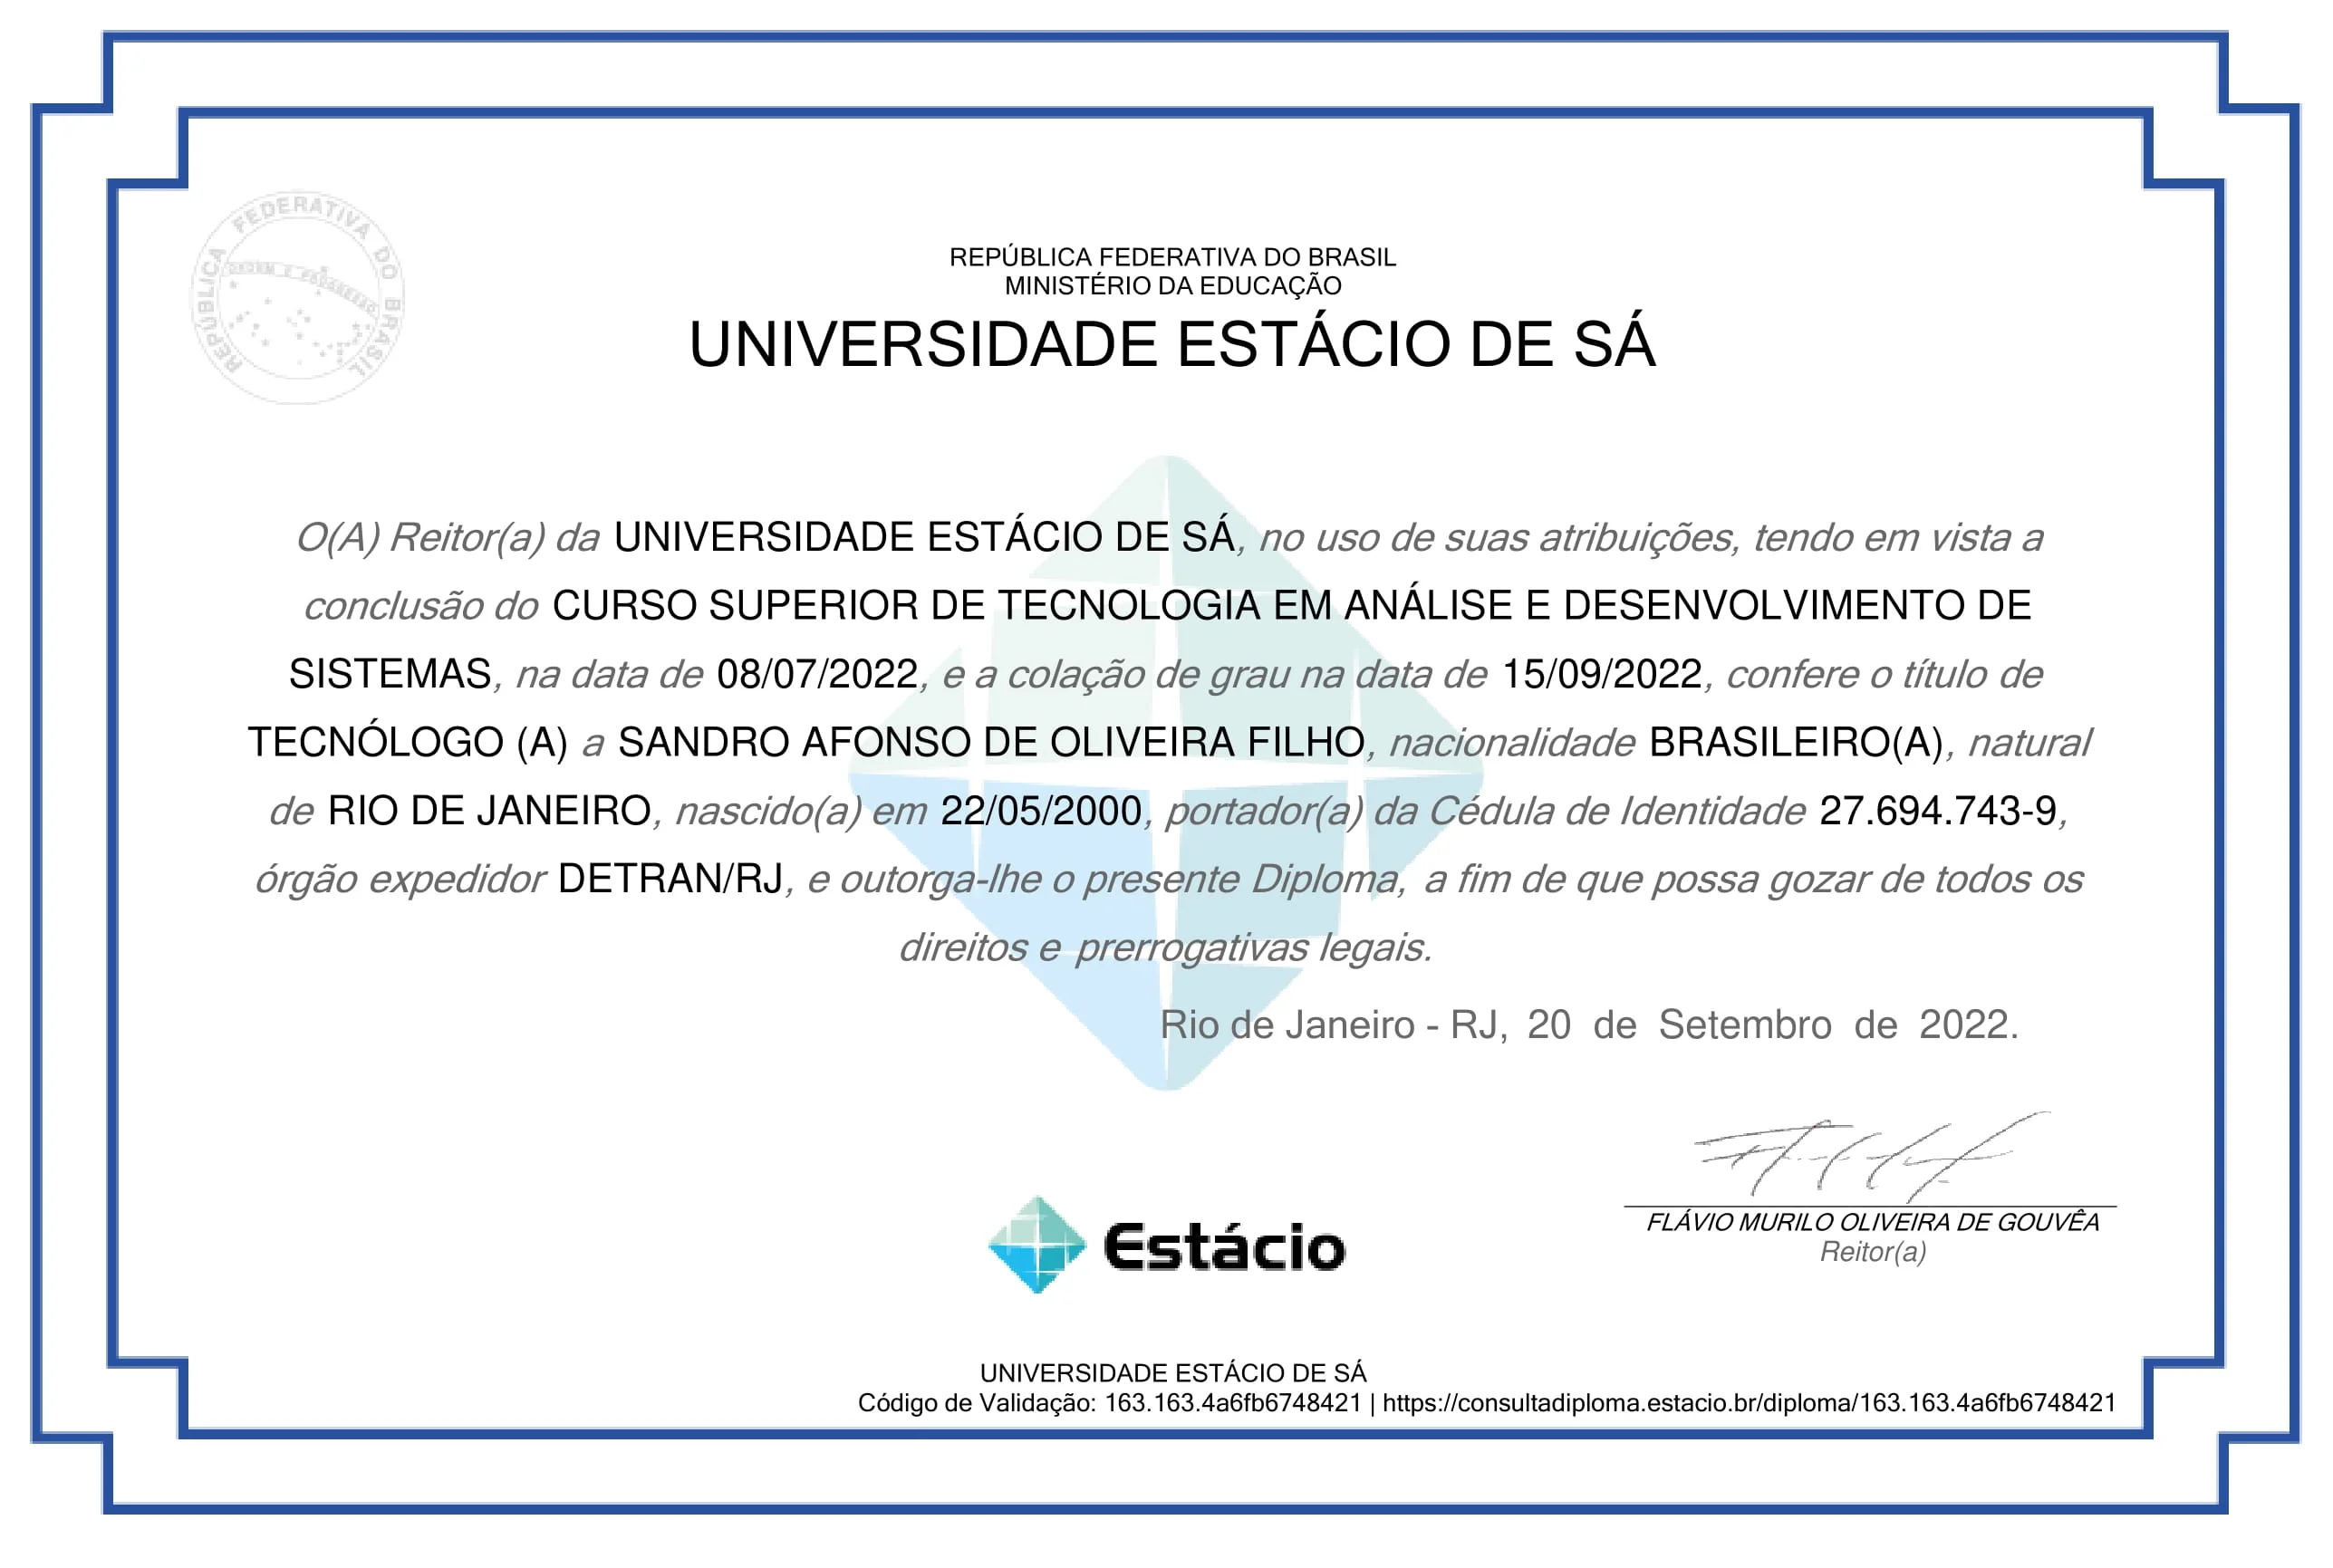 REPÚBLICA FEDERATIVA DO BRASIL
ORDEM E PROGRESSO
REPÚBLICA FEDERATIVA DO BRASIL
MINISTÉRIO DA EDUCAÇÃO
UNIVERSIDADE ESTÁCIO DE SÁ
O(A) Reitor(a) da UNIVERSIDADE ESTÁCIO DE SÁ, no uso de suas atribuições, tendo em vista a
conclusão do CURSO SUPERIOR DE TECNOLOGIA EM ANÁLISE E DESENVOLVIMENTO DE
SISTEMAS, na data de 08/07/2022, e a colação de grau na data de 15/09/2022, confere o título de
TECNÓLOGO (A) a SANDRO AFONSO DE OLIVEIRA FILHO, nacionalidade BRASILEIRO(A), natural
de RIO DE JANEIRO, nascido(a) em 22/05/2000, portador(a) da Cédula de Identidade 27.694.743-9,
órgão expedidor DETRAN/RJ, e outorga-lhe o presente Diploma, a fim de que possa gozar de todos os
direitos e prerrogativas legais.
Rio de Janeiro - RJ, 20 de Setembro de 2022.
FLÁVIO MURILO OLIVEIRA DE GOUVÊA
Reitor(a)
Estácio
UNIVERSIDADE ESTÁCIO DE SÁ
Código de Validação: 163.163.4a6fb6748421 | https://consultadiploma.estacio.br/diploma/163.163.4a6fb6748421